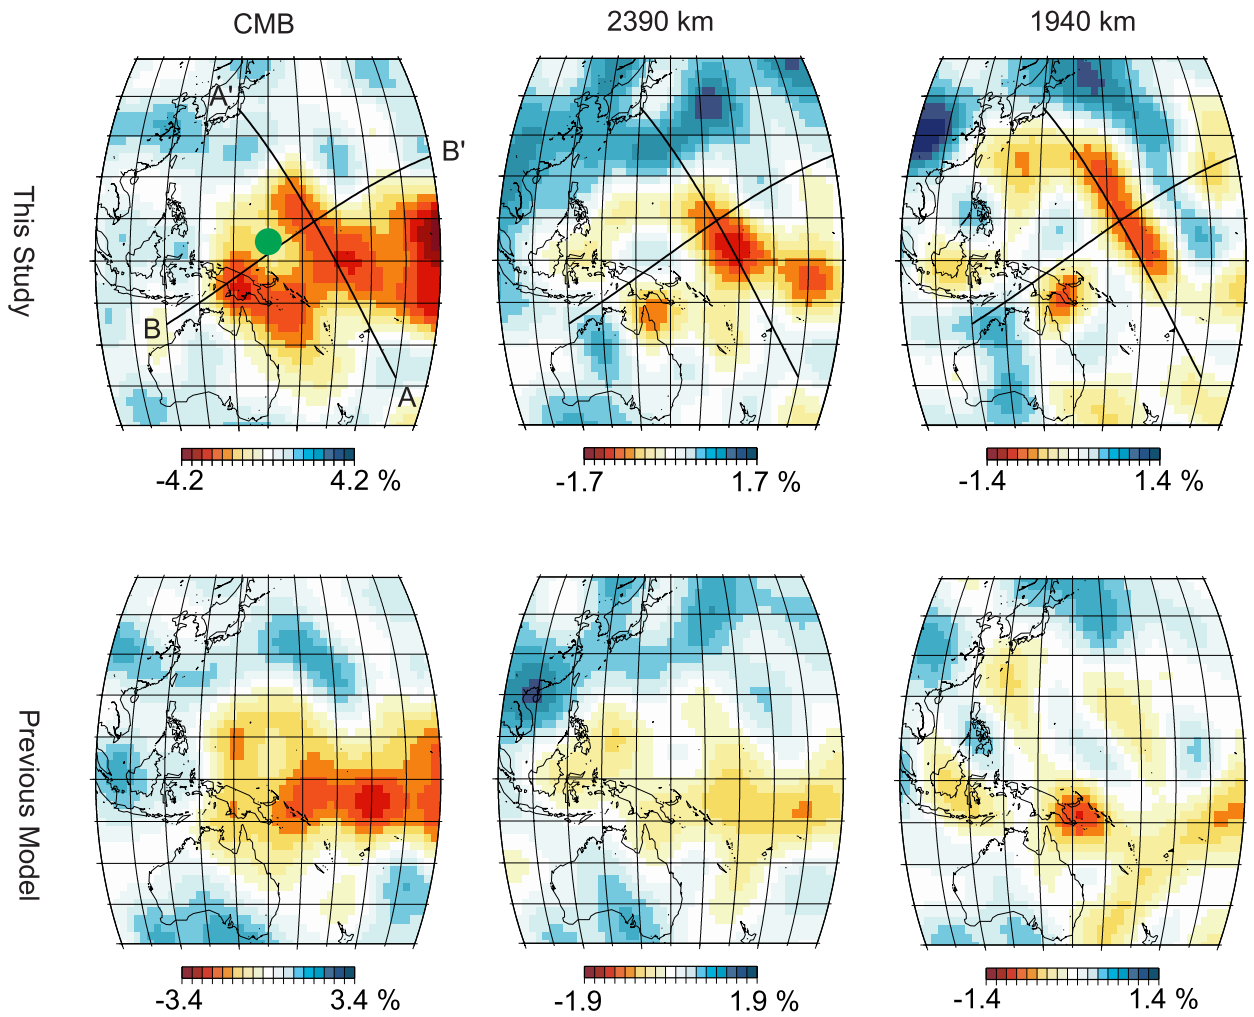 CMB
2390 km
1940 km
This Study
A'
B'
B
A
-4.2
4.2 %
-1.7
1.7 %
-1.4
1.4 %
Previous Model
-3.4
3.4 %
-1.9
1.9 %
-1.4
1.4 %